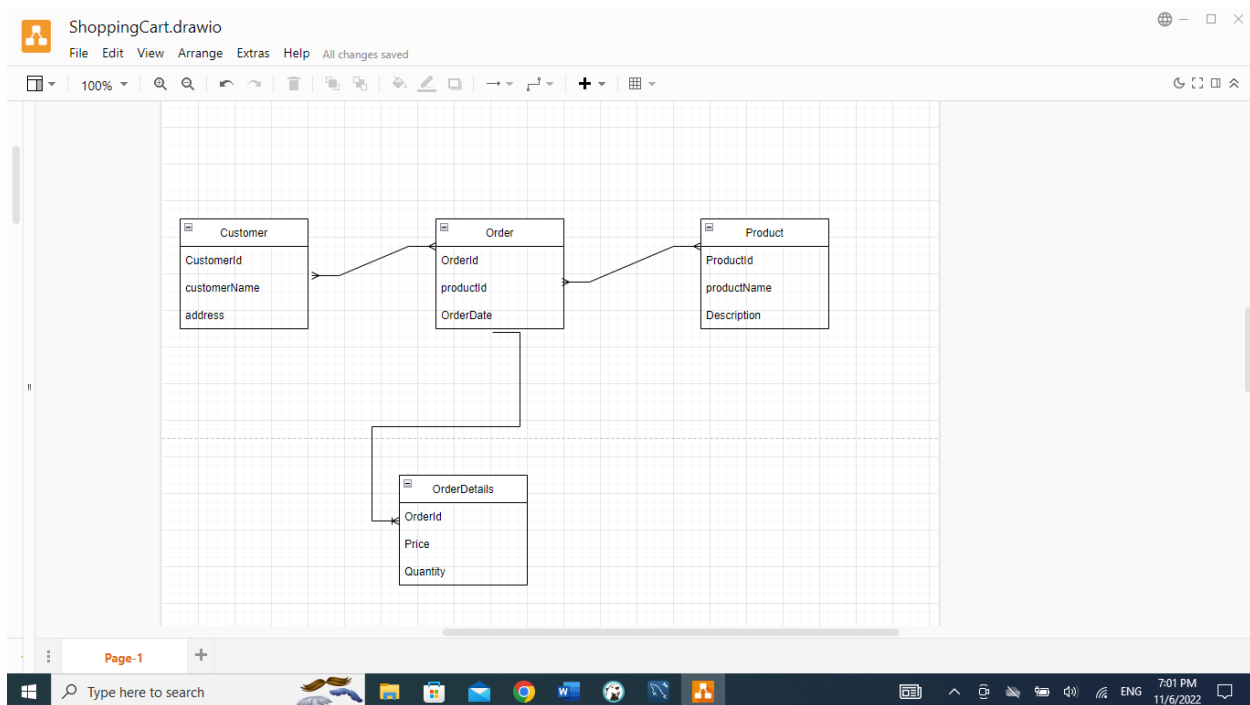 ShoppingCart.drawio
File Edit View Arrange Extras Help All changes saved
100%
Customer
CustomerId
customerName
address
Order
OrderId
productId
OrderDate
Product
ProductId
productName
Description
OrderDetails
OrderId
Price
Quantity
Page-1
Type here to search
ENG
7:01 PM
11/6/2022